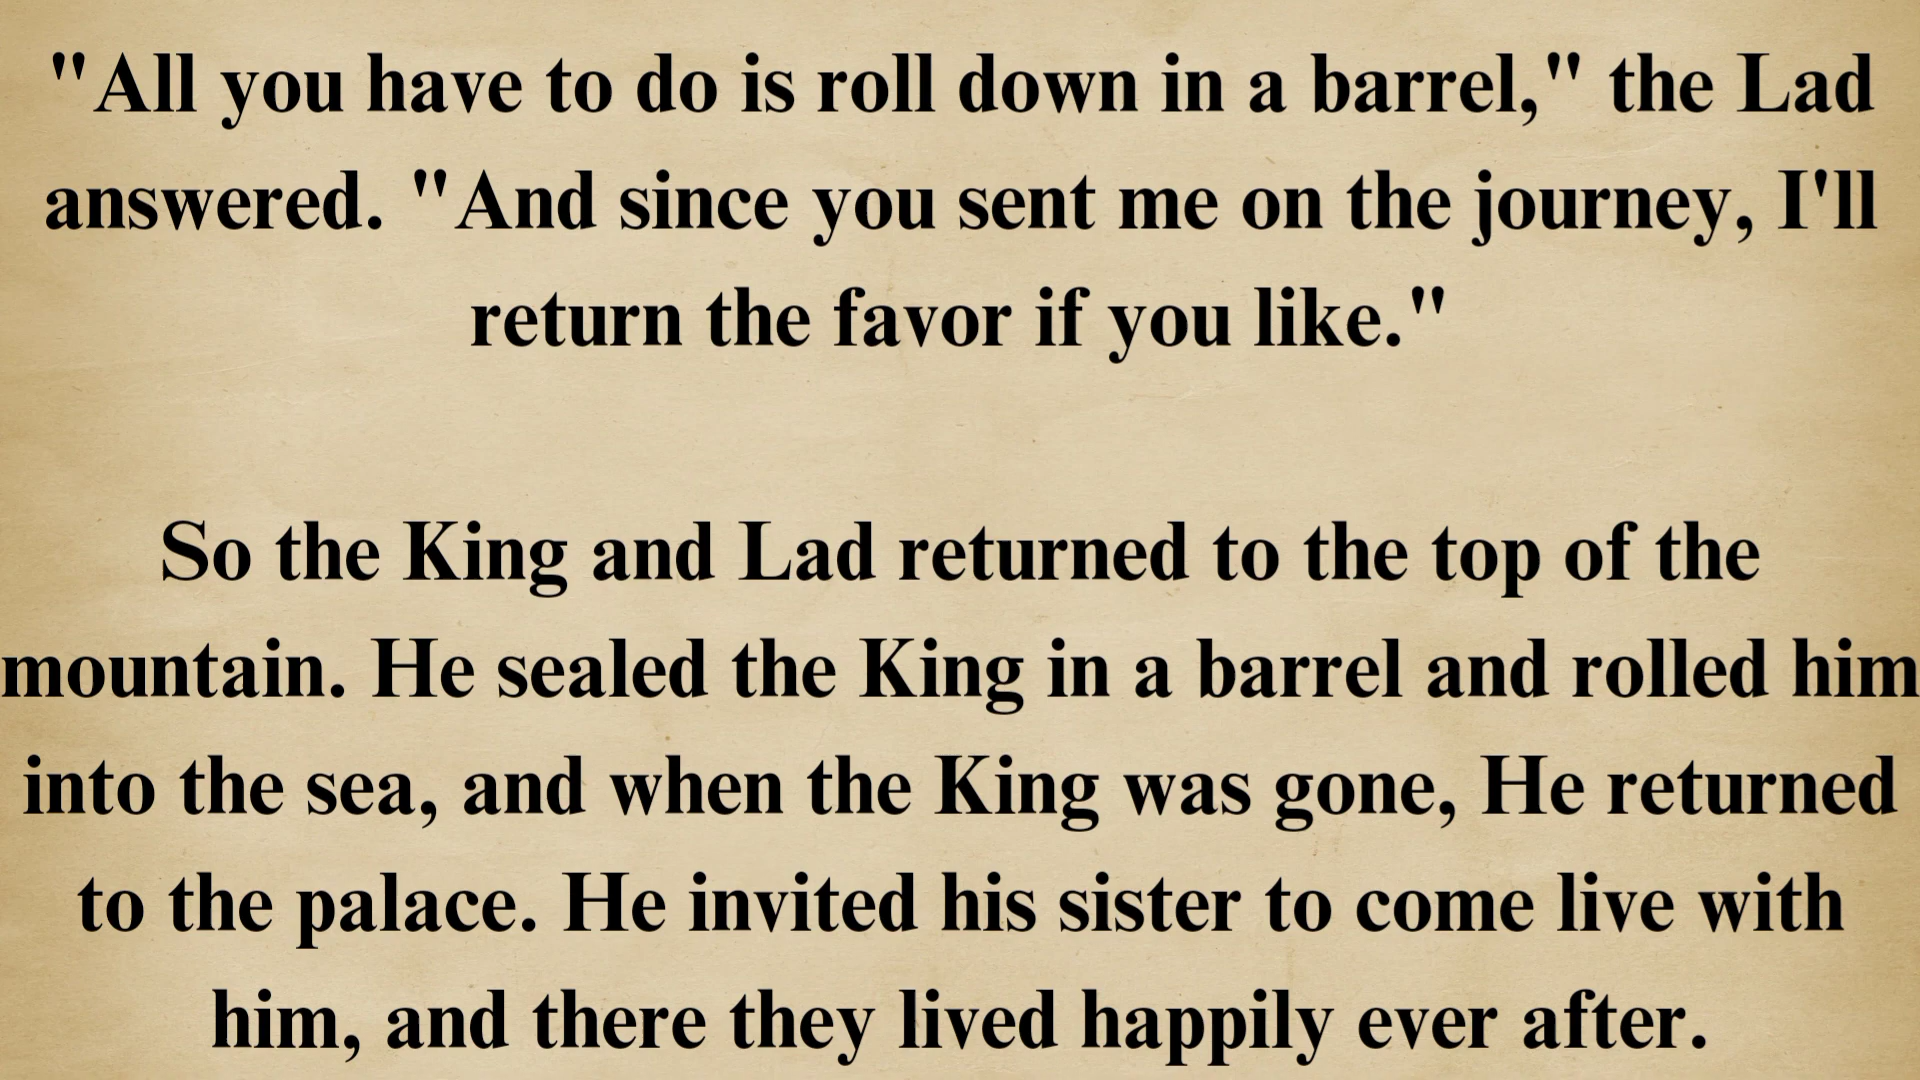 "All you have to do is roll down in a barrel," the Lad
answered. "And since you sent me on the journey, I'll
return the favor if you like."
So the King and Lad returned to the top of the
mountain. He sealed the King in a barrel and rolled him
into the sea, and when the King was gone, He returned
to the palace. He invited his sister to come live with
him, and there they lived happily ever after.